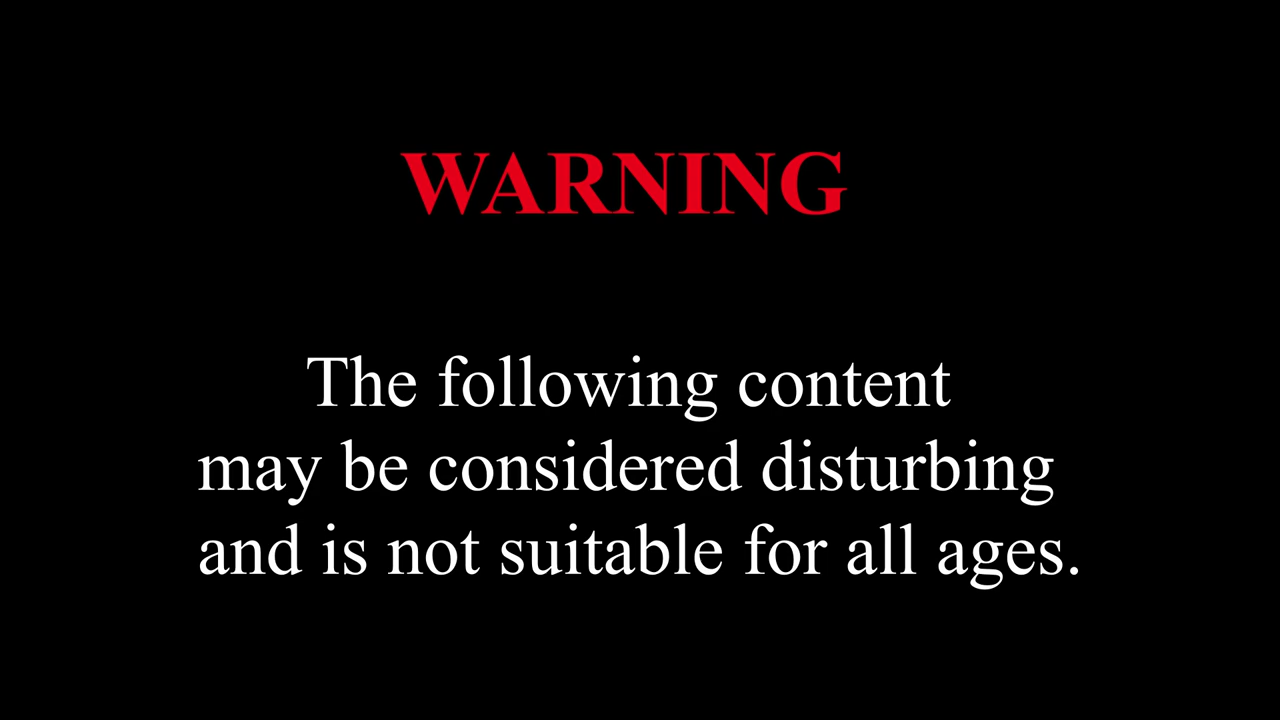 WARNING
The following content
may be considered disturbing
and is not suitable for all ages.